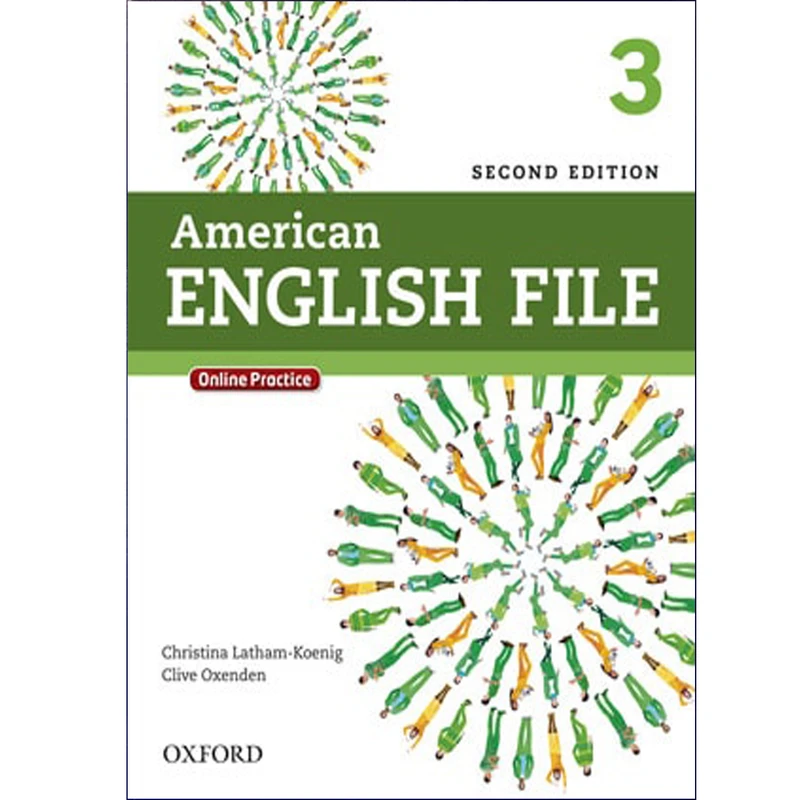 3
SECOND EDITION
American
ENGLISH FILE
Online Practice
Christina Latham-Koenig
Clive Oxenden
OXFORD